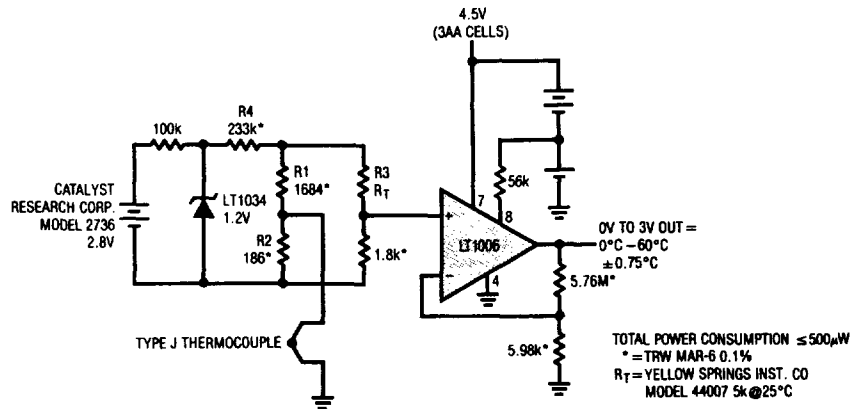 4.5V
(3AA CELLS)
100k
R4
233k*
R1
1684*
R3
R_T
CATALYST
RESEARCH CORP.
MODEL 2736
2.8V
LT1034
1.2V
R2
186*
1.8k*
56k
7
8
+
LT1006
−
4
0V TO 3V OUT =
0°C – 60°C
±0.75°C
5.76M*
5.98k*
TYPE J THERMOCOUPLE
TOTAL POWER CONSUMPTION ≤500μW
* = TRW MAR-6 0.1%
R_T = YELLOW SPRINGS INST. CO
MODEL 44007 5k @ 25°C